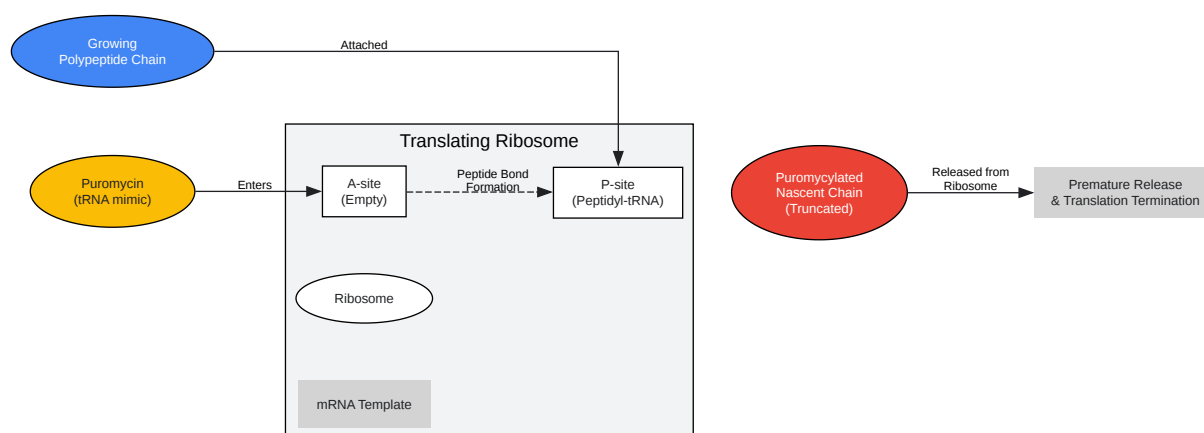 Growing
Polypeptide Chain
Attached
Translating Ribosome
Puromycin
(tRNA mimic)
Enters
A-site
(Empty)
Peptide Bond
Formation
P-site
(Peptidyl-tRNA)
Puromycylated
Nascent Chain
(Truncated)
Released from
Ribosome
Premature Release
& Translation Termination
Ribosome
mRNA Template